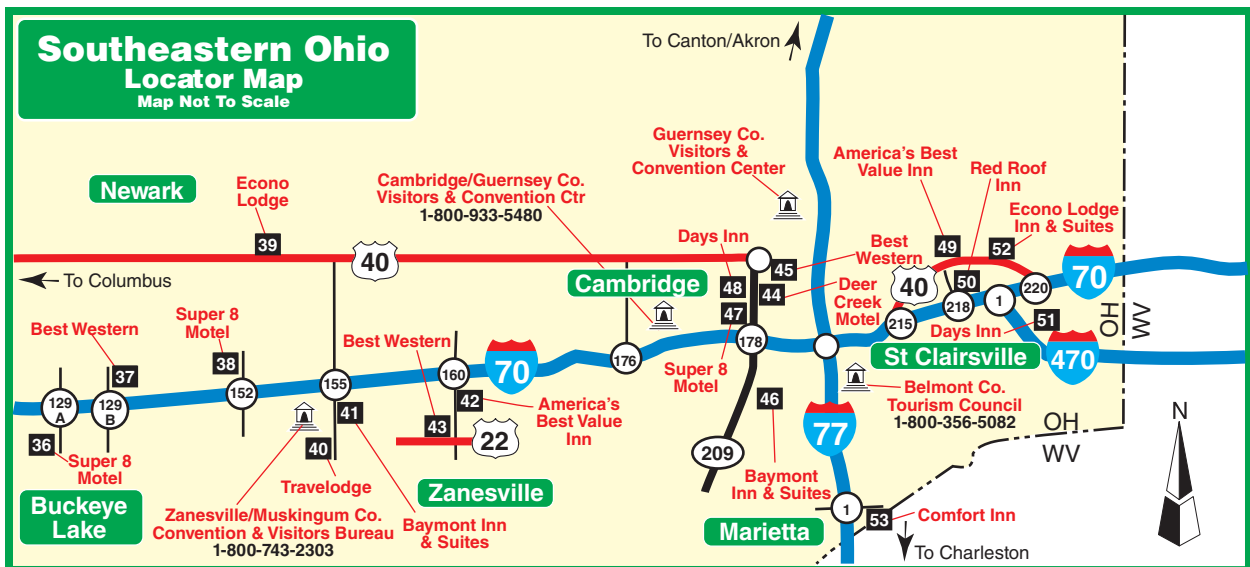 Southeastern Ohio
Locator Map
Map Not To Scale
To Canton/Akron
Newark
Econo
Lodge
39
Cambridge/Guernsey Co.
Visitors & Convention Ctr
1-800-933-5480
Guernsey Co.
Visitors &
Convention Center
America's Best
Value Inn
Red Roof
Inn
Econo Lodge
Inn & Suites
49
52
50
40
To Columbus
Cambridge
Days Inn
48
45
Best
Western
44
Deer
Creek
Motel
47
40
70
220
218
1
215
Days Inn
51
St Clairsville
470
OH
WV
Best Western
37
Super 8
Motel
38
Best Western
70
176
178
Super 8
Motel
129
A
129
B
152
155
160
36
Super 8
Motel
Buckeye
Lake
41
40
Travelodge
43
42
America's
Best Value
Inn
22
Zanesville
Zanesville/Muskingum Co.
Convention & Visitors Bureau
1-800-743-2303
Baymont Inn
& Suites
46
209
Baymont
Inn & Suites
77
Belmont Co.
Tourism Council
1-800-356-5082
OH
WV
N
Marietta
1
53
Comfort Inn
To Charleston